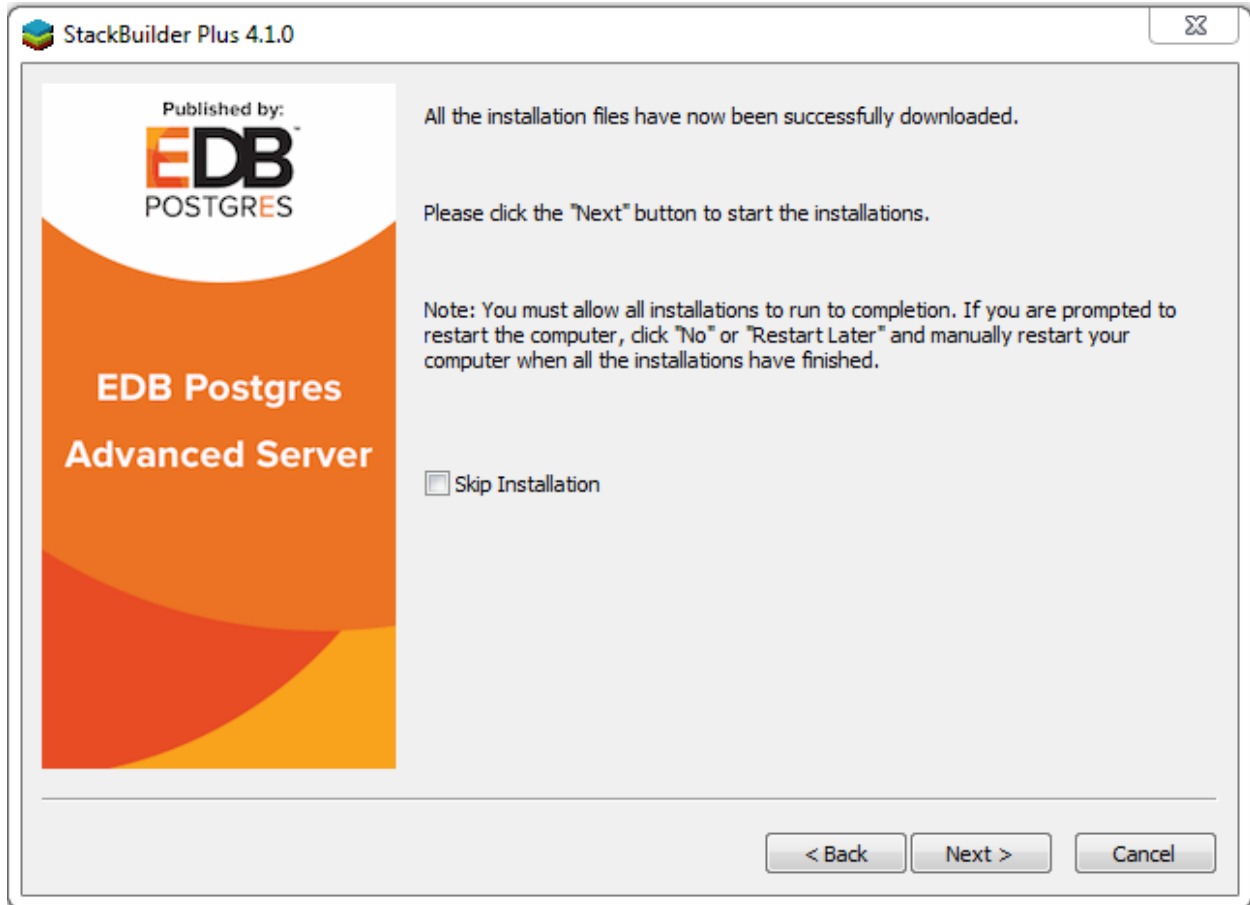 StackBuilder Plus 4.1.0
Published by:
EDB™
POSTGRES
EDB Postgres
Advanced Server
All the installation files have now been successfully downloaded.
Please click the "Next" button to start the installations.
Note: You must allow all installations to run to completion. If you are prompted to
restart the computer, click "No" or "Restart Later" and manually restart your
computer when all the installations have finished.
Skip Installation
< Back
Next >
Cancel